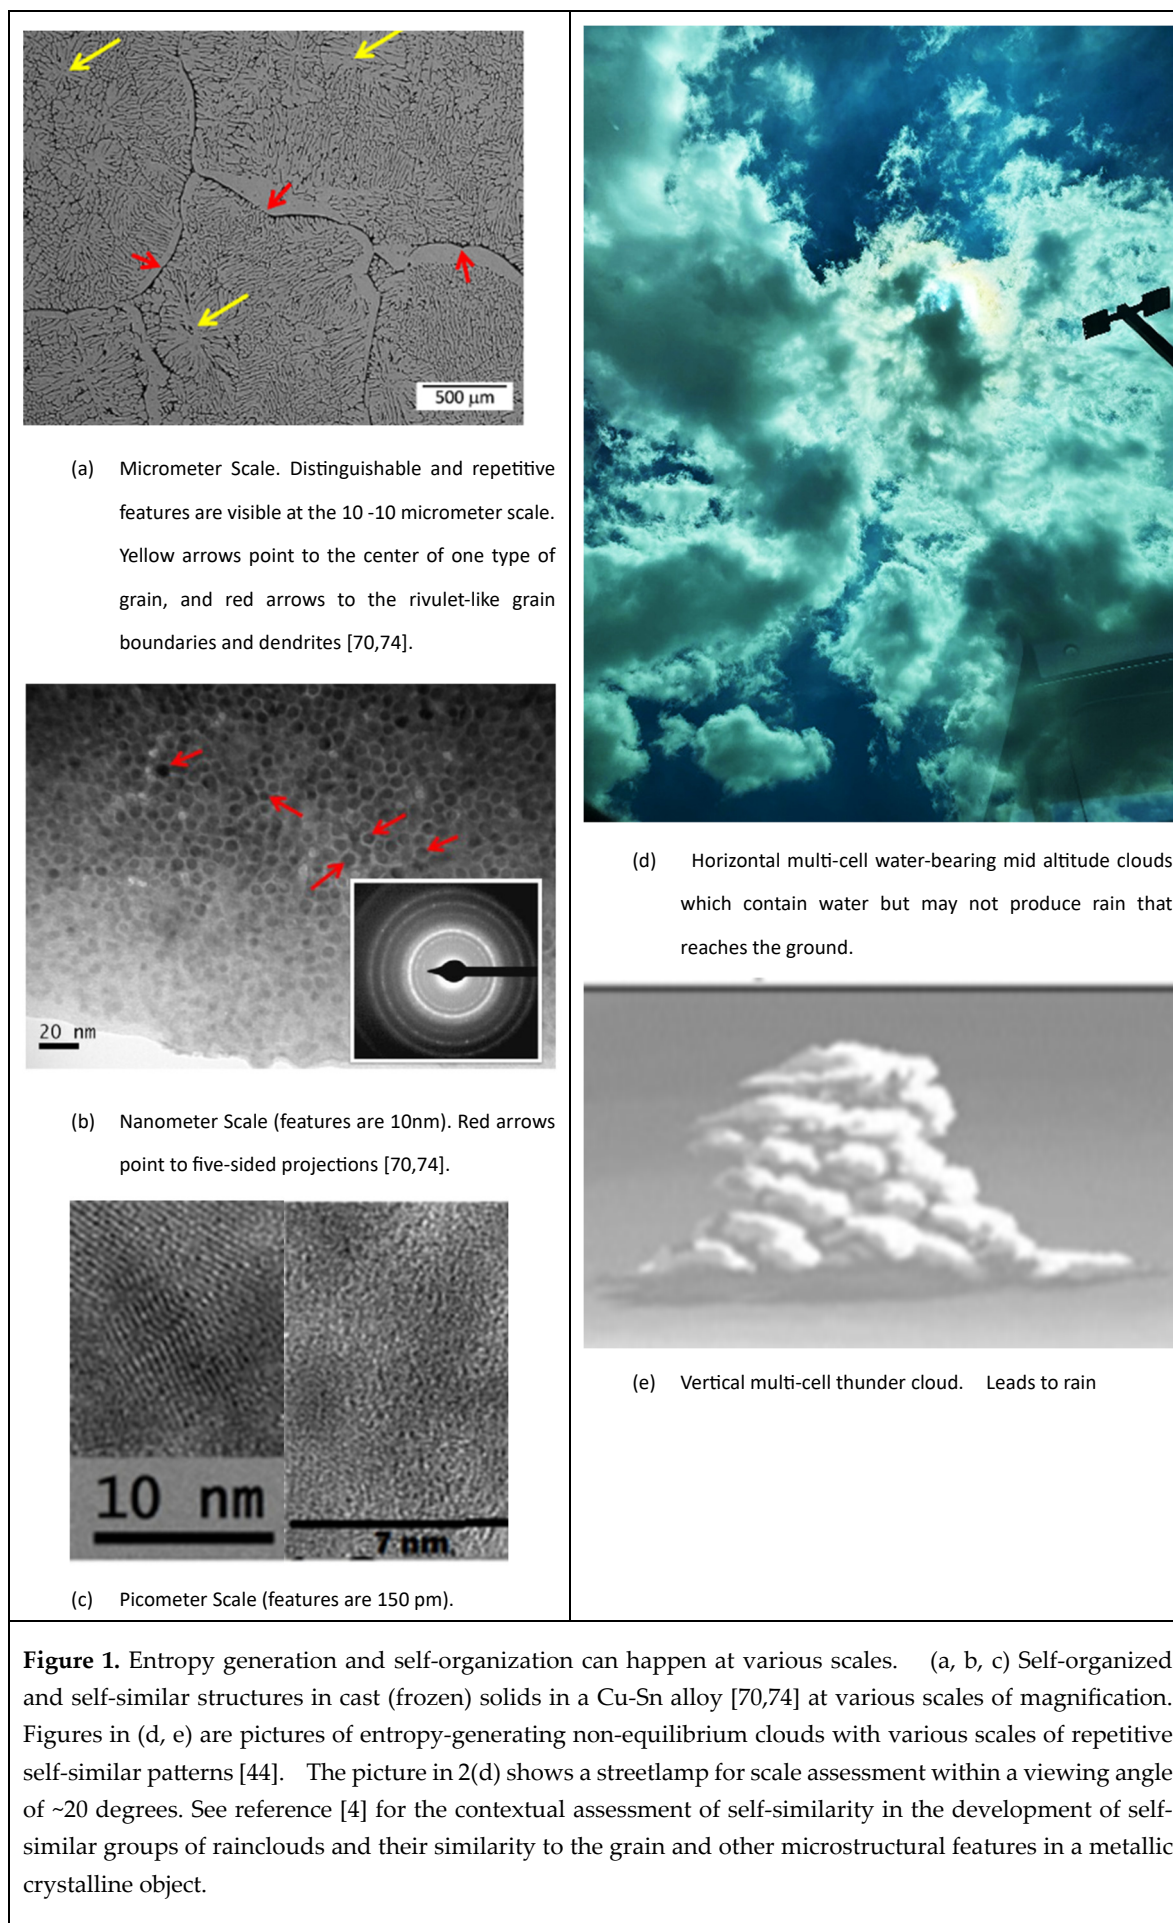 500 μm
(a) Micrometer Scale. Distinguishable and repetitive
features are visible at the 10 -10 micrometer scale.
Yellow arrows point to the center of one type of
grain, and red arrows to the rivulet-like grain
boundaries and dendrites [70,74].
20 nm
(b) Nanometer Scale (features are 10nm). Red arrows
point to five-sided projections [70,74].
10 nm
7 nm.
(c) Picometer Scale (features are 150 pm).
(d) Horizontal multi-cell water-bearing mid altitude clouds
which contain water but may not produce rain that
reaches the ground.
(e) Vertical multi-cell thunder cloud. Leads to rain
Figure 1. Entropy generation and self-organization can happen at various scales. (a, b, c) Self-organized
and self-similar structures in cast (frozen) solids in a Cu-Sn alloy [70,74] at various scales of magnification.
Figures in (d, e) are pictures of entropy-generating non-equilibrium clouds with various scales of repetitive
self-similar patterns [44]. The picture in 2(d) shows a streetlamp for scale assessment within a viewing angle
of ~20 degrees. See reference [4] for the contextual assessment of self-similarity in the development of self-
similar groups of rainclouds and their similarity to the grain and other microstructural features in a metallic
crystalline object.